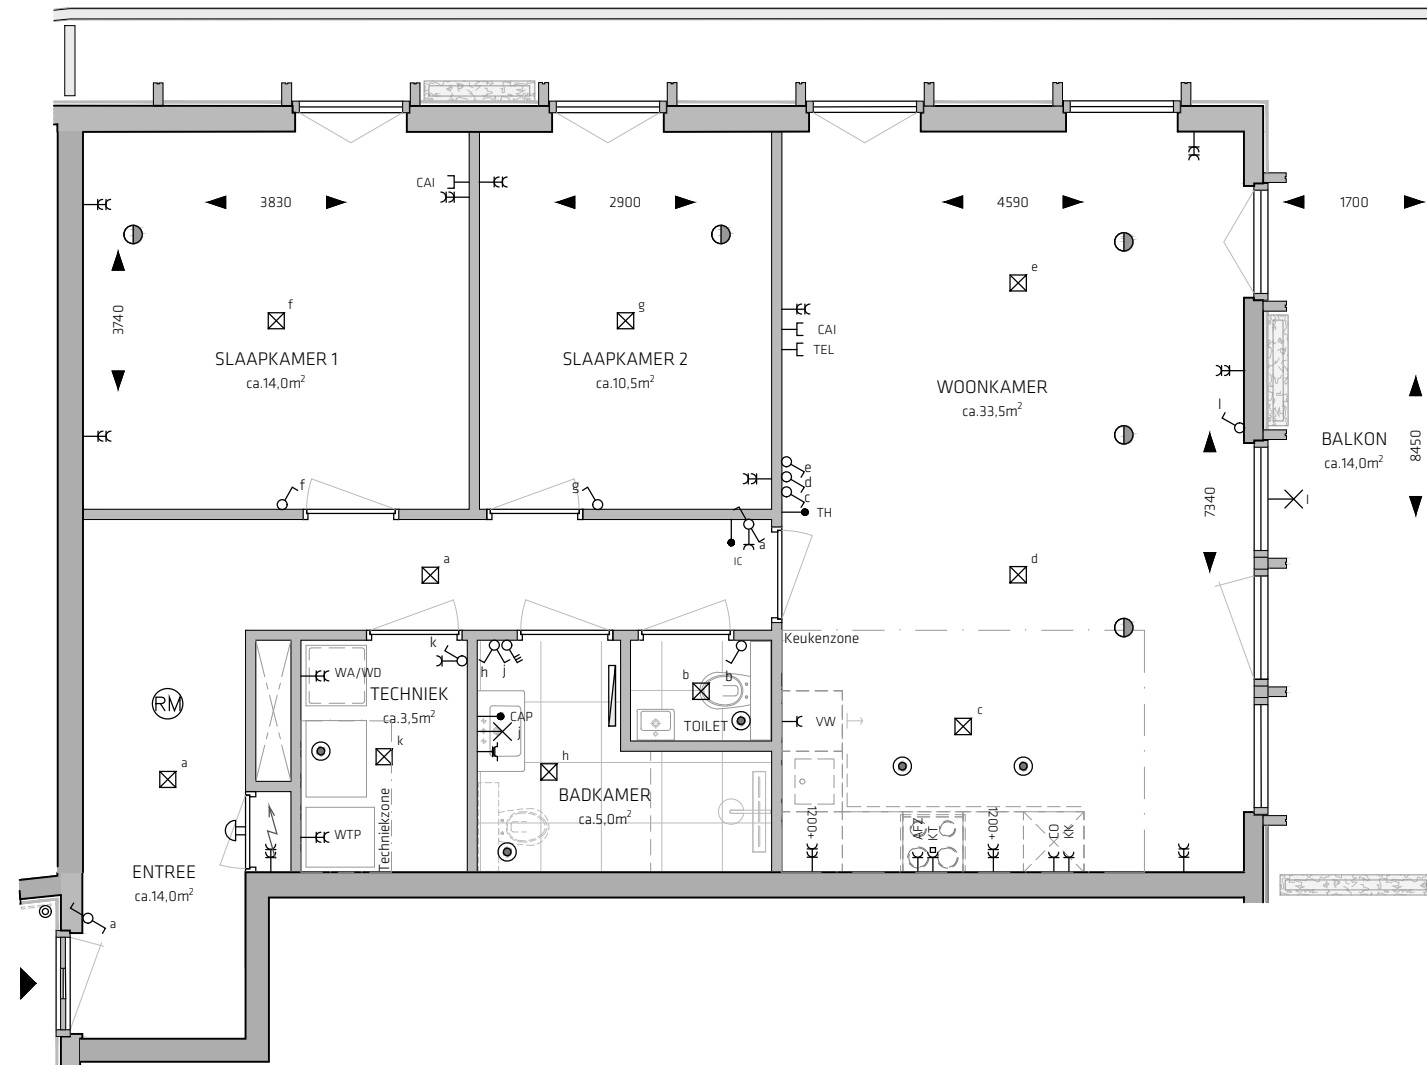 CAI
3830
2900
4590
1700
3740
f
SLAAPKAMER 1
ca.14,0m²
g
SLAAPKAMER 2
ca.10,5m²
e
CAI
TEL
WOONKAMER
ca.33,5m²
l
BALKON
ca.14,0m²
8450
7340
l
f
g
e
d
c
TH
IC
a
a
d
Keukenzone
k
WA/WD
TECHNIEK
ca.3,5m²
k
Techniekzone
WTP
h
j
CAP
j
h
BADKAMER
ca.5,0m²
b
b
TOILET
RM
a
ENTREE
ca.14,0m²
a
VW
c
1200+
AFZ
KT
1200+
CO
KK